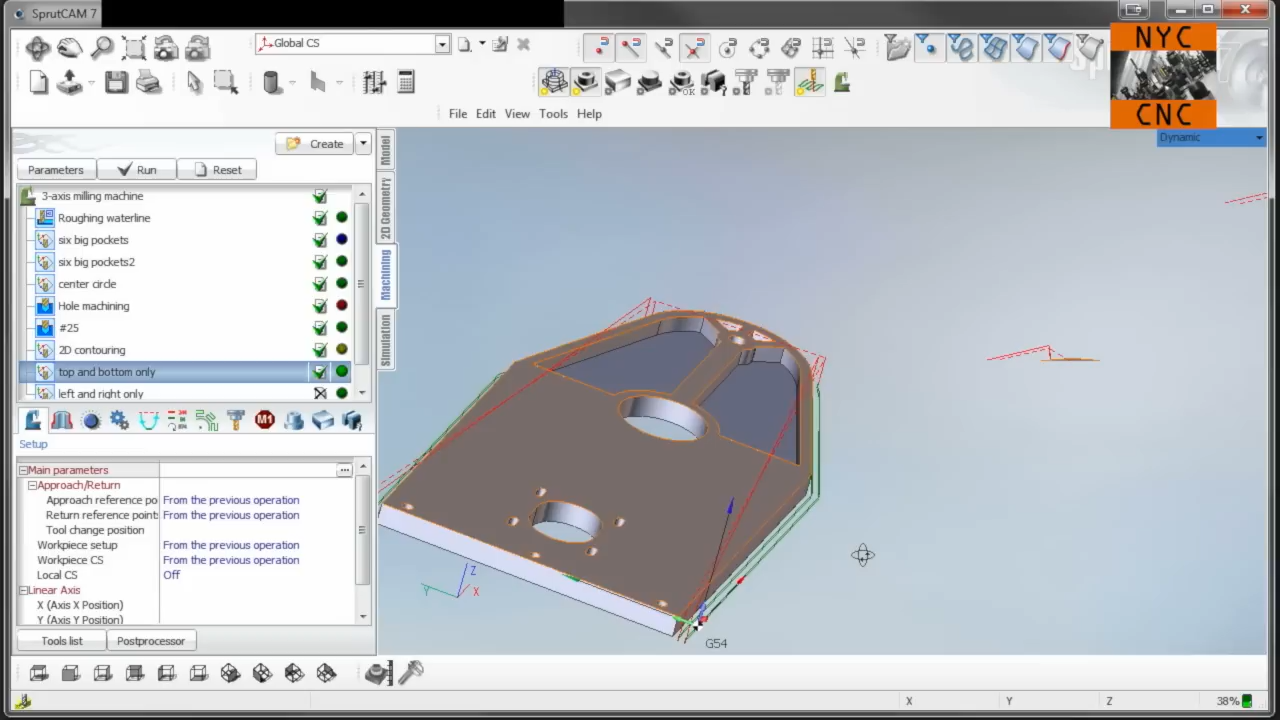 SprutCAM 7
Global CS
File Edit View Tools Help
NYC
CNC
Dynamic
Create
Parameters Run Reset
3-axis milling machine
Roughing waterline
six big pockets
six big pockets2
center circle
Hole machining
#25
2D contouring
top and bottom only
left and right only
Model
2D Geometry
Machining
Simulation
M1
OK
Setup
Main parameters
Approach/Return
Approach reference po From the previous operation
Return reference point From the previous operation
Tool change position
Workpiece setup From the previous operation
Workpiece CS From the previous operation
Local CS Off
Linear Axis
X (Axis X Position)
Y (Axis Y Position)
Tools list Postprocessor
Z
Y X
G54
X Y Z 38%